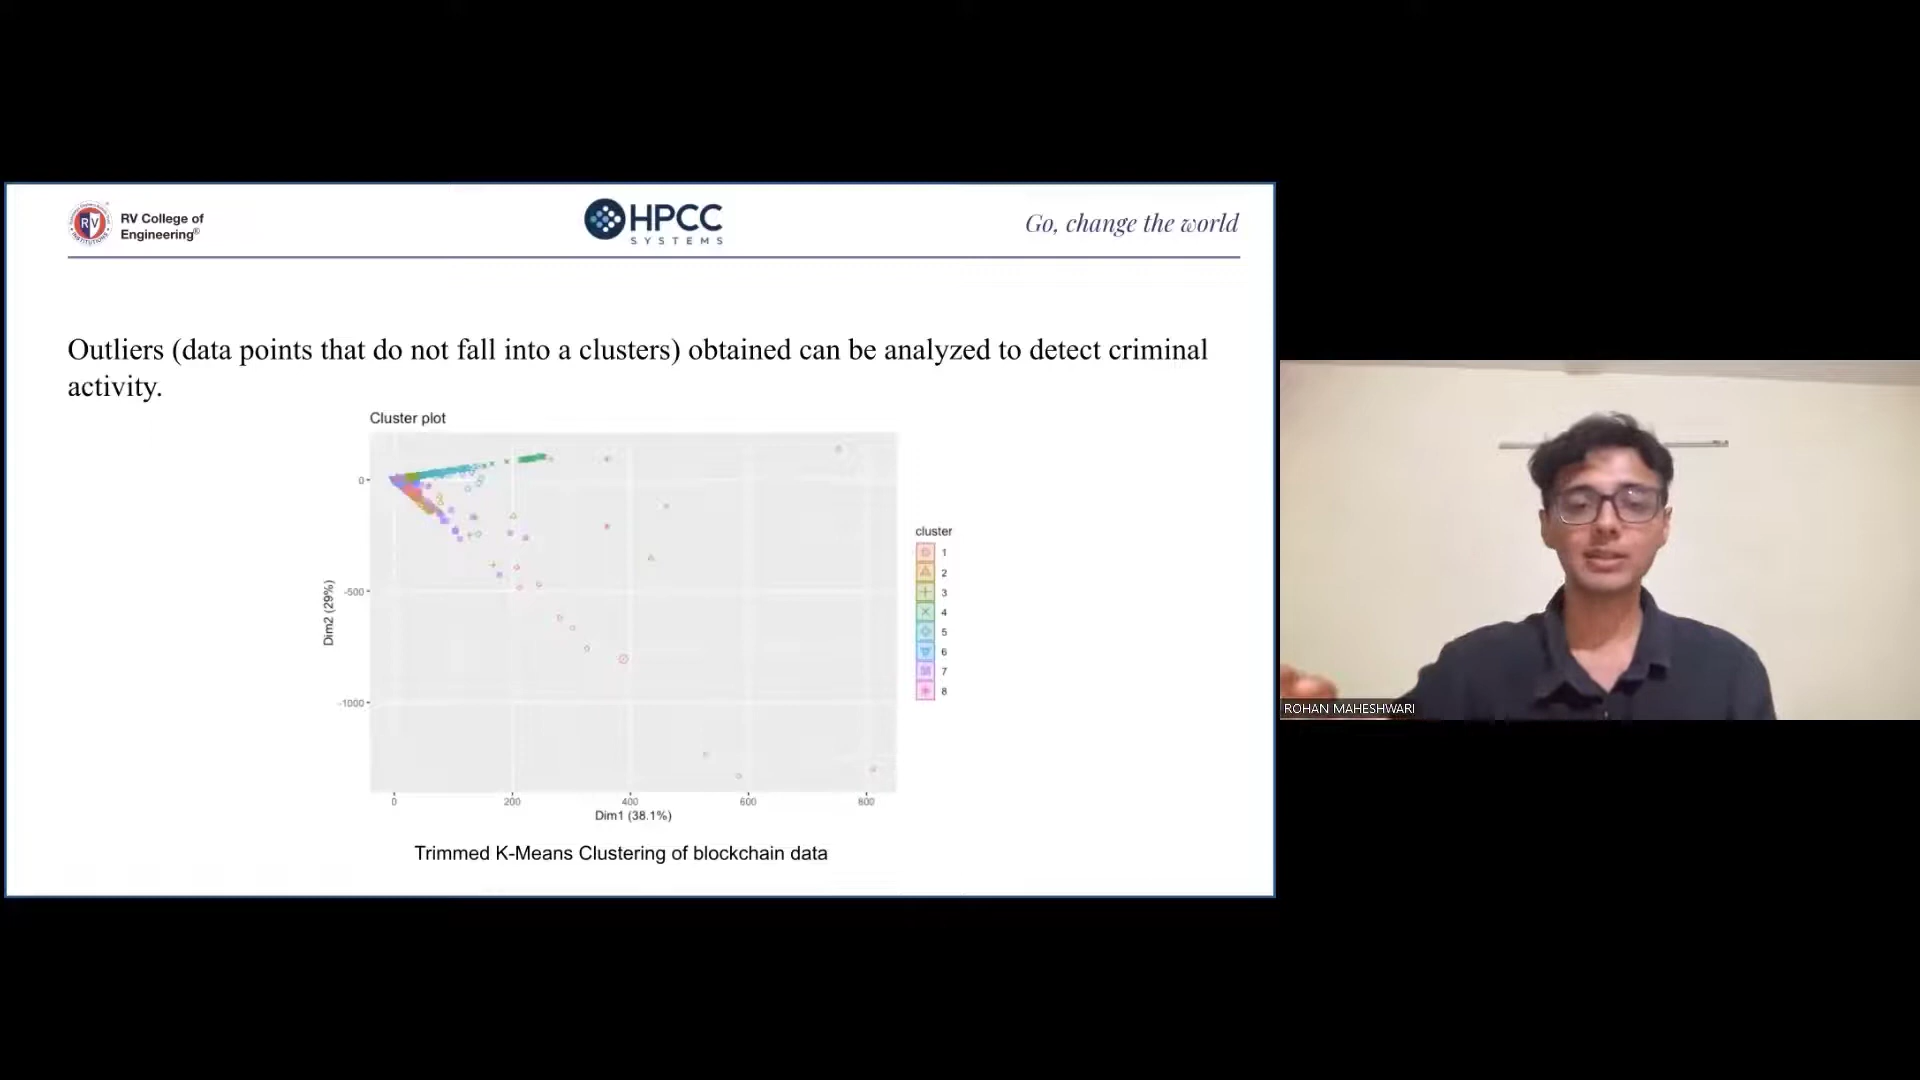 RV College of
Engineering®
HPCC
SYSTEMS
Go, change the world
Outliers (data points that do not fall into a clusters) obtained can be analyzed to detect criminal
activity.
Cluster plot
0
-500
-1000
Dim2 (29%)
0 200 400 600 800
Dim1 (38.1%)
cluster
1
2
3
4
5
6
7
8
Trimmed K-Means Clustering of blockchain data
ROHAN MAHESHWARI